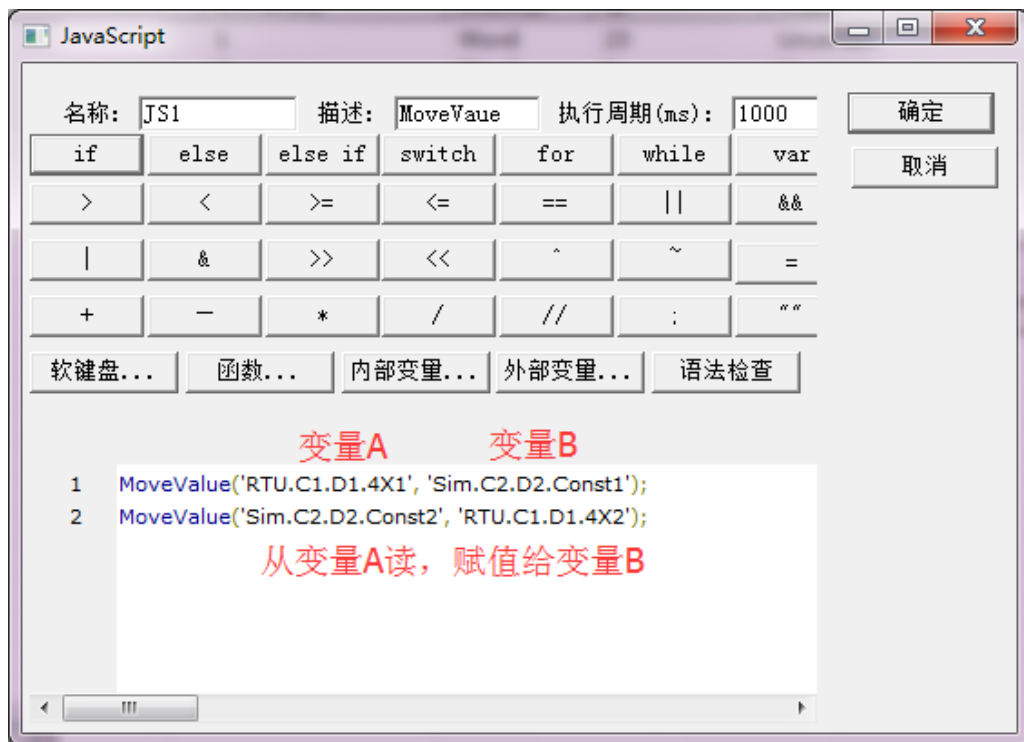 JavaScript
名称: JS1 描述: MoveVaue 执行周期(ms): 1000 确定
if else else if switch for while var 取消
> < >= <= == || &&
| & >> << ^ ~ =
+ — * / // ; ""
软键盘... 函数... 内部变量... 外部变量... 语法检查
变量A 变量B
1 MoveValue('RTU.C1.D1.4X1', 'Sim.C2.D2.Const1');
2 MoveValue('Sim.C2.D2.Const2', 'RTU.C1.D1.4X2');
从变量A读，赋值给变量B